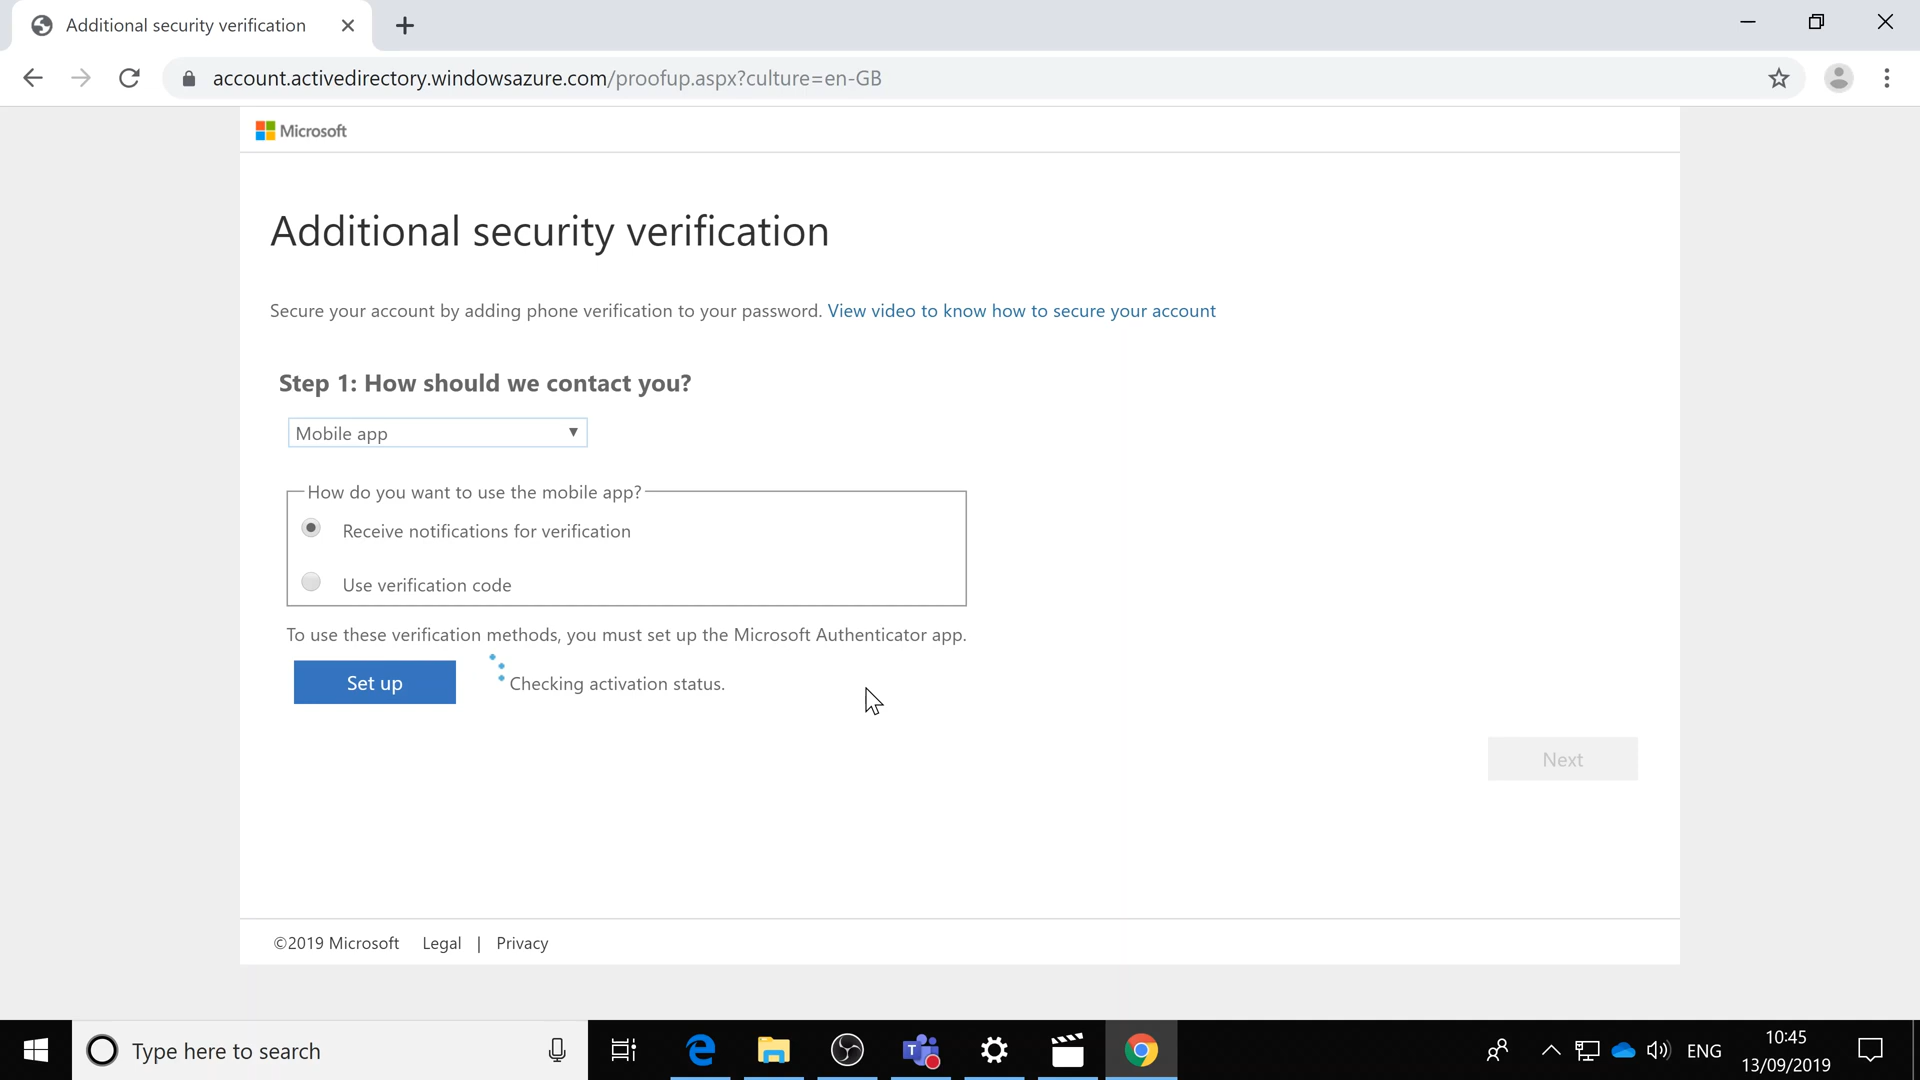 Additional security verification
account.activedirectory.windowsazure.com/proofup.aspx?culture=en-GB
Microsoft
Additional security verification
Secure your account by adding phone verification to your password. View video to know how to secure your account
Step 1: How should we contact you?
Mobile app
How do you want to use the mobile app?
Receive notifications for verification
Use verification code
To use these verification methods, you must set up the Microsoft Authenticator app.
Set up
Checking activation status.
Next
©2019 Microsoft Legal | Privacy
Type here to search
T
ENG
10:45
13/09/2019